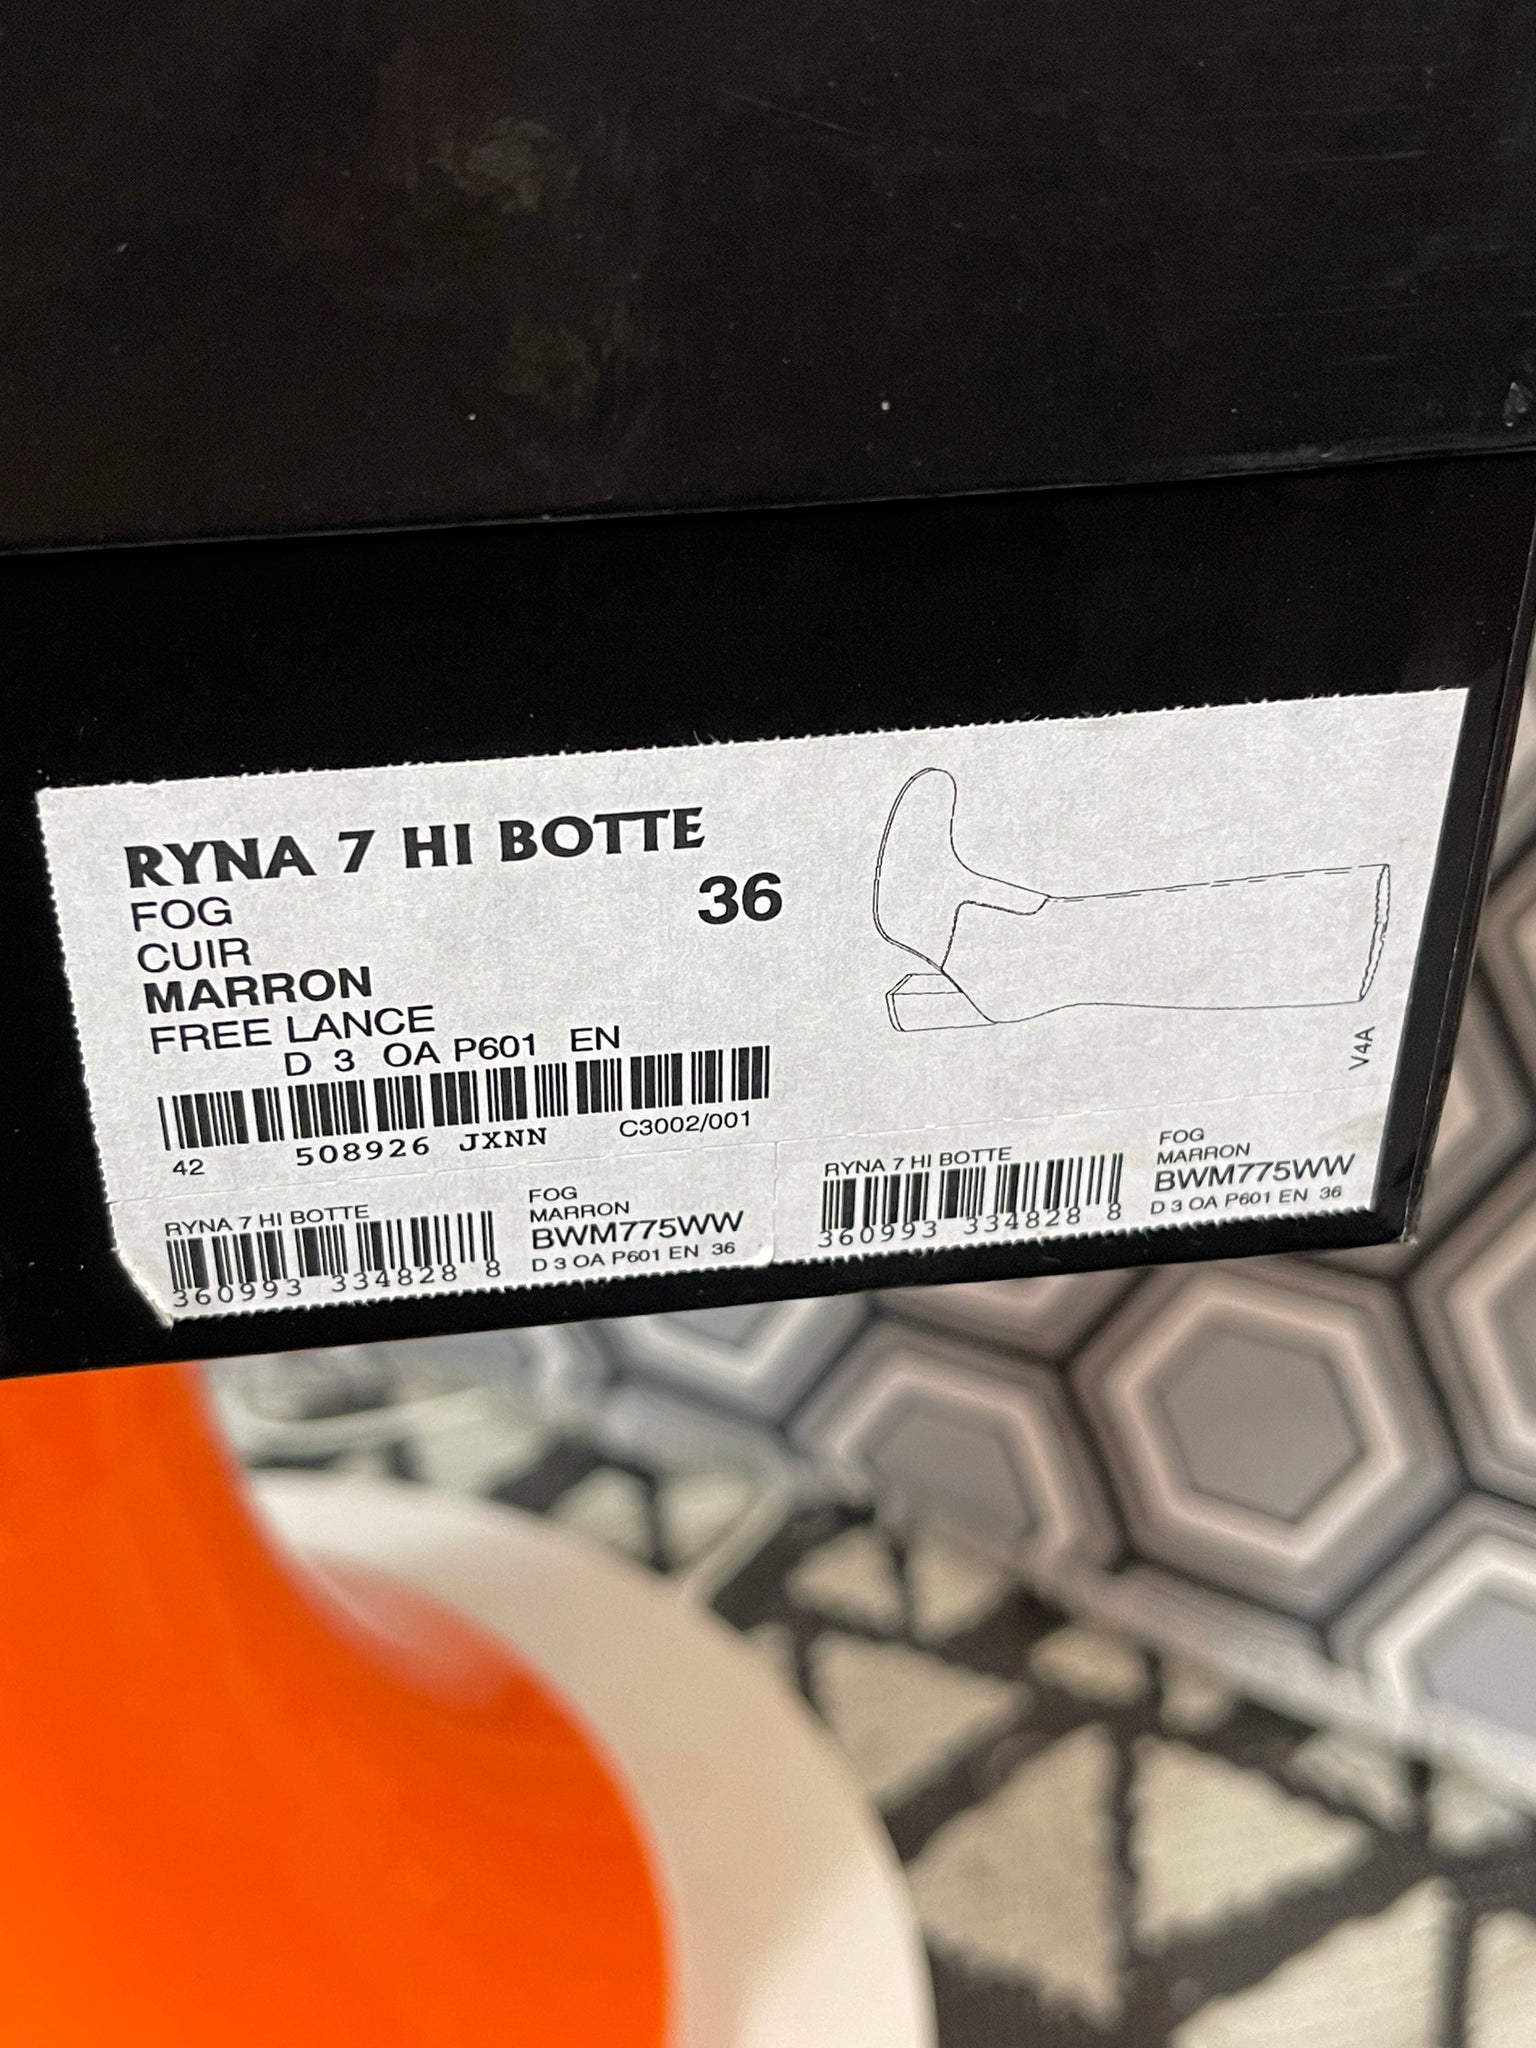 RYNA 7 HI BOTTE
36
FOG
CUIR
MARRON
FREE LANCE
D 3 OA P601 EN
42 508926 JXNN C3002/001
V4A
RYNA 7 HI BOTTE
360993 334828 8
FOG
MARRON
BWM775WW
D 3 OA P601 EN 36
RYNA 7 HI BOTTE
360993 334828 8
FOG
MARRON
BWM775WW
D 3 OA P601 EN 36